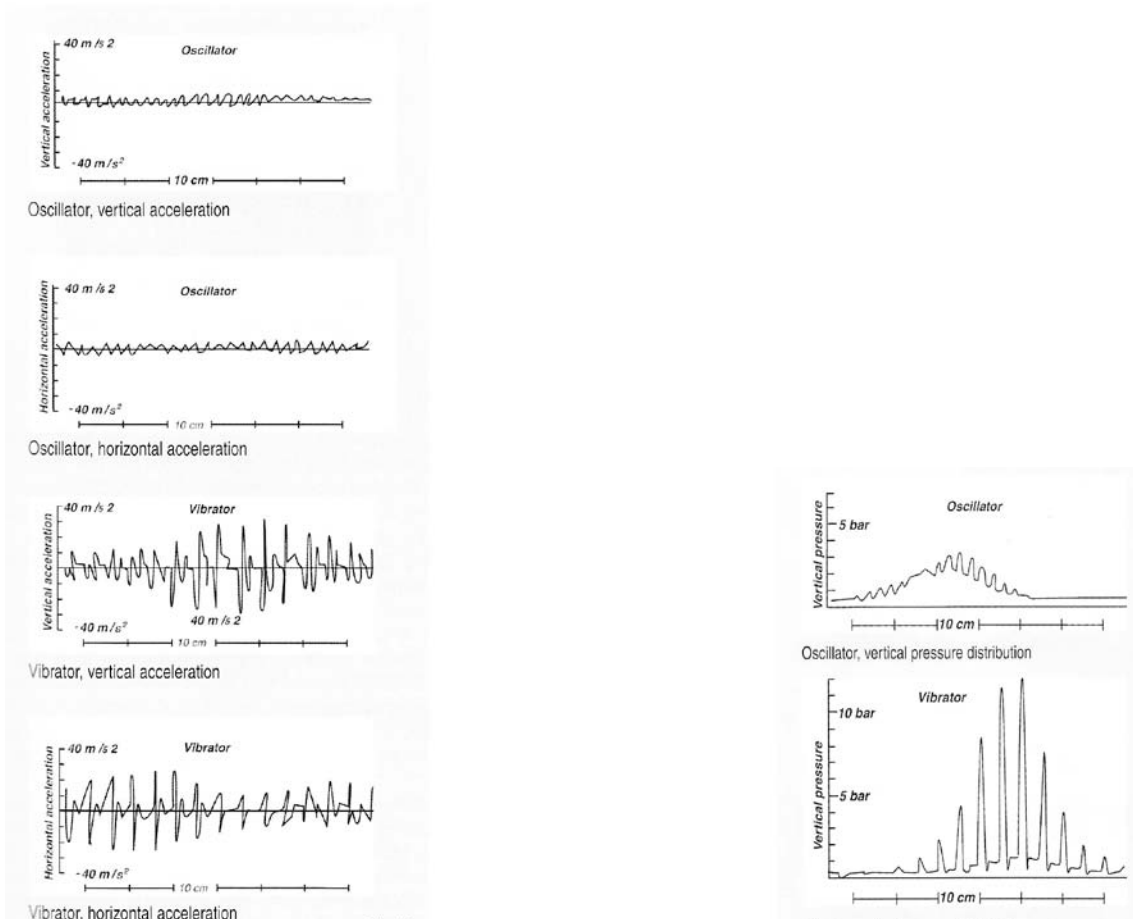 40 m/s 2
Oscillator
Vertical acceleration
-40 m/s²
10 cm
Oscillator, vertical acceleration
40 m/s 2
Oscillator
Horizontal acceleration
-40 m/s²
10 cm
Oscillator, horizontal acceleration
40 m/s 2
Vibrator
Vertical acceleration
-40 m/s²
40 m/s 2
10 cm
Vibrator, vertical acceleration
40 m/s 2
Vibrator
Horizontal acceleration
-40 m/s²
10 cm
Vibrator, horizontal acceleration
Oscillator
5 bar
Vertical pressure
10 cm
Oscillator, vertical pressure distribution
Vibrator
10 bar
Vertical pressure
5 bar
10 cm